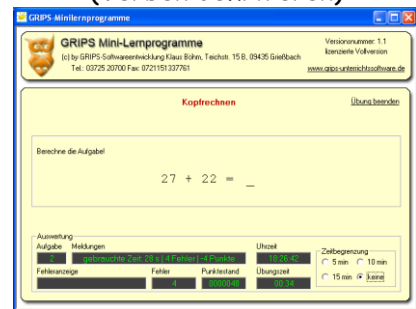 GRIPS-Minilernprogramme
GRIPS Mini-Lernprogramme
(c) by GRIPS-Softwareentwicklung Klaus Böhm, Teichstr. 15 B, 09435 Grießbach
Tel.: 03725 20700 Fax: 0721151337761
Versionsnummer: 1.1
lizenzierte Vollversion
www.grips-unterrichtssoftware.de
Kopfrechnen
Übung beenden
Berechne die Aufgabe!
27 + 22 = _
Auswertung
Aufgabe Meldungen Uhrzeit
2 gebrauchte Zeit: 28 s | 4 Fehler | -4 Punkte 18:26:42
Fehleranzeige Fehler Punktestand Übungszeit
4 0000048 00:34
Zeitbegrenzung
5 min 10 min
15 min keine